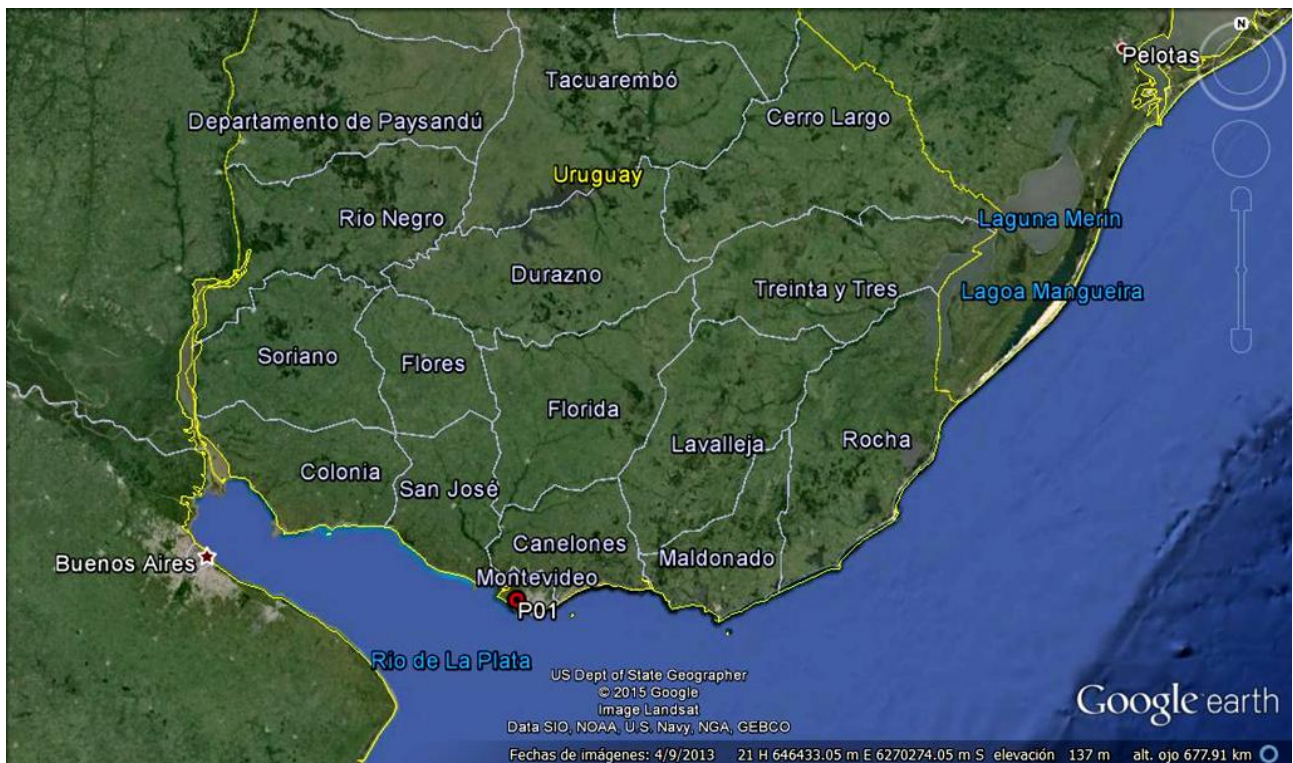 N
Pelotas
Tacuarembó
Departamento de Paysandú
Cerro Largo
Uruguay
Río Negro
Laguna Merin
Durazno
Treinta y Tres
Lagoa Mangueira
Soriano
Flores
Florida
Lavalleja
Rocha
Colonia
San José
Canelones
Maldonado
Buenos Aires
Montevideo
P01
Rio de La Plata
US Dept of State Geographer
© 2015 Google
Image Landsat
Data SIO, NOAA, U.S. Navy, NGA, GEBCO
Google earth
Fechas de imágenes: 4/9/2013 21 H 646433.05 m E 6270274.05 m S elevación 137 m alt. ojo 677.91 km